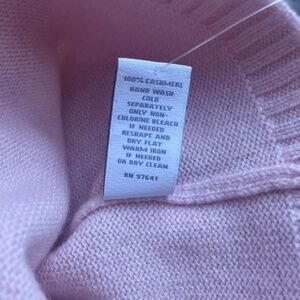 100% CASHMERE
HAND WASH
COLD
SEPARATELY
ONLY NON-
CHLORINE BLEACH
IF NEEDED
RESHAPE AND
DRY FLAT
WARM IRON
IF NEEDED
OR DRY CLEAN
RN 57641